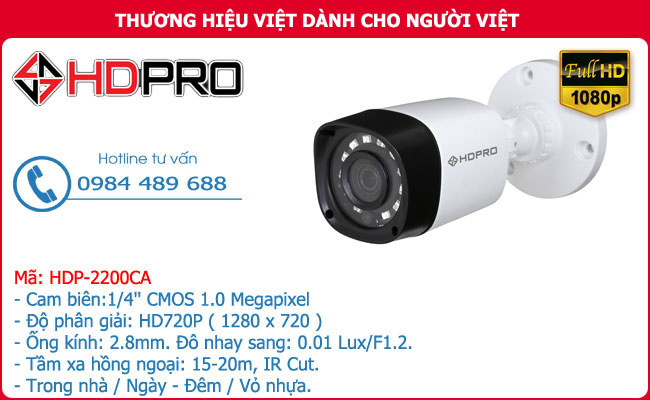 THƯƠNG HIỆU VIỆT DÀNH CHO NGƯỜI VIỆT
HDPRO
Full HD
1080p
Hotline tư vấn
0984 489 688
HDPRO
Mã: HDP-2200CA
- Cam biên:1/4" CMOS 1.0 Megapixel
- Độ phân giải: HD720P ( 1280 x 720 )
- Ống kính: 2.8mm. Đô nhay sang: 0.01 Lux/F1.2.
- Tầm xa hồng ngoại: 15-20m, IR Cut.
- Trong nhà / Ngày - Đêm / Vỏ nhựa.